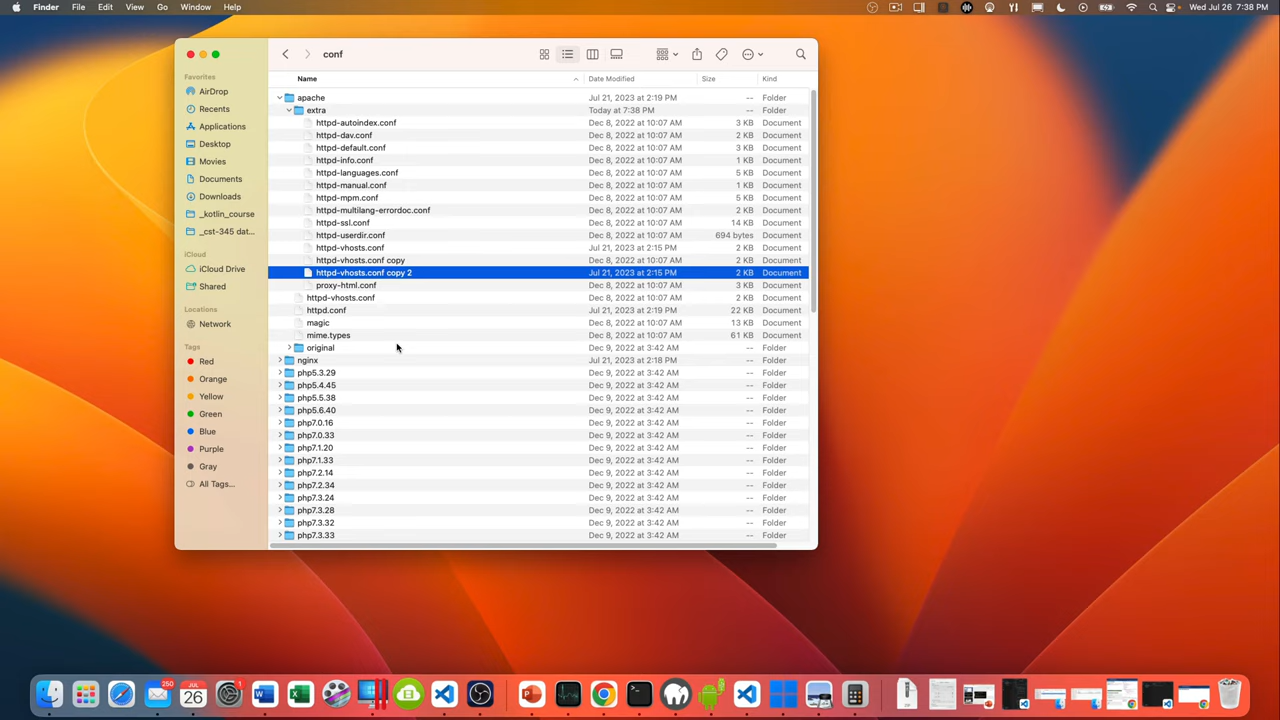 Finder File Edit View Go Window Help Wed Jul 26 7:38 PM
conf
Favorites
AirDrop
Recents
Applications
Desktop
Movies
Documents
Downloads
_kotlin_course
_cst-345 dat...
iCloud
iCloud Drive
Shared
Locations
Network
Tags
Red
Orange
Yellow
Green
Blue
Purple
Gray
All Tags...
Name Date Modified Size Kind
apache Jul 21, 2023 at 2:19 PM -- Folder
extra Today at 7:38 PM -- Folder
httpd-autoindex.conf Dec 8, 2022 at 10:07 AM 3 KB Document
httpd-dav.conf Dec 8, 2022 at 10:07 AM 2 KB Document
httpd-default.conf Dec 8, 2022 at 10:07 AM 3 KB Document
httpd-info.conf Dec 8, 2022 at 10:07 AM 1 KB Document
httpd-languages.conf Dec 8, 2022 at 10:07 AM 5 KB Document
httpd-manual.conf Dec 8, 2022 at 10:07 AM 1 KB Document
httpd-mpm.conf Dec 8, 2022 at 10:07 AM 5 KB Document
httpd-multilang-errordoc.conf Dec 8, 2022 at 10:07 AM 2 KB Document
httpd-ssl.conf Dec 8, 2022 at 10:07 AM 14 KB Document
httpd-userdir.conf Dec 8, 2022 at 10:07 AM 694 bytes Document
httpd-vhosts.conf Jul 21, 2023 at 2:15 PM 2 KB Document
httpd-vhosts.conf copy Dec 8, 2022 at 10:07 AM 2 KB Document
httpd-vhosts.conf copy 2 Jul 21, 2023 at 2:15 PM 2 KB Document
proxy-html.conf Dec 8, 2022 at 10:07 AM 3 KB Document
httpd-vhosts.conf Dec 8, 2022 at 10:07 AM 2 KB Document
httpd.conf Dec 8, 2022 at 10:07 AM 22 KB Document
magic Dec 8, 2022 at 10:07 AM 13 KB Document
mime.types Dec 8, 2022 at 10:07 AM 61 KB Document
original Dec 9, 2022 at 3:42 AM -- Folder
nginx Jul 21, 2023 at 2:18 PM -- Folder
php5.3.29 Dec 9, 2022 at 3:42 AM -- Folder
php5.4.45 Dec 9, 2022 at 3:42 AM -- Folder
php5.5.38 Dec 9, 2022 at 3:42 AM -- Folder
php5.6.40 Dec 9, 2022 at 3:42 AM -- Folder
php7.0.16 Dec 9, 2022 at 3:42 AM -- Folder
php7.0.33 Dec 9, 2022 at 3:42 AM -- Folder
php7.1.20 Dec 9, 2022 at 3:42 AM -- Folder
php7.1.33 Dec 9, 2022 at 3:42 AM -- Folder
php7.2.14 Dec 9, 2022 at 3:42 AM -- Folder
php7.2.34 Dec 9, 2022 at 3:42 AM -- Folder
php7.3.24 Dec 9, 2022 at 3:42 AM -- Folder
php7.3.28 Dec 9, 2022 at 3:42 AM -- Folder
php7.3.32 Dec 9, 2022 at 3:42 AM -- Folder
php7.3.33 Dec 9, 2022 at 3:42 AM -- Folder
250
JUL
26
1